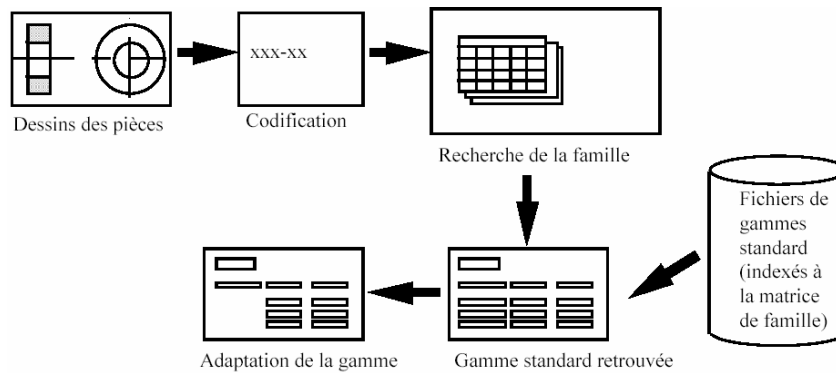 xxx-xx
Dessins des pièces
Codification
Recherche de la famille
Fichiers de
gammes
standard
(indexés à
la matrice
de famille)
Adaptation de la gamme
Gamme standard retrouvée